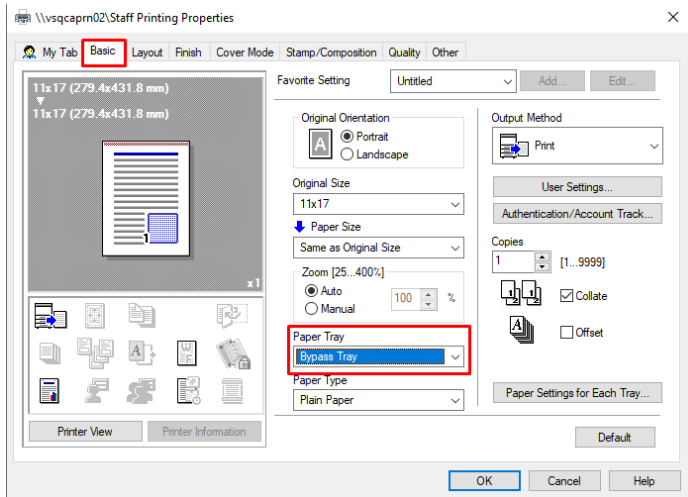 \\vsqcaprn02\Staff Printing Properties
My Tab Basic Layout Finish Cover Mode Stamp/Composition Quality Other
11x17 (279.4x431.8 mm)
11x17 (279.4x431.8 mm)
1
x1
Printer View Printer Information
Favorite Setting Untitled Add... Edit...
Original Orientation
A Portrait
Landscape
Original Size
11x17
Paper Size
Same as Original Size
Zoom [25...400%]
Auto
Manual 100 %
Paper Tray
Bypass Tray
Paper Type
Plain Paper
Output Method
Print
User Settings...
Authentication/Account Track...
Copies
1 [1...9999]
Collate
Offset
Paper Settings for Each Tray...
Default
OK Cancel Help